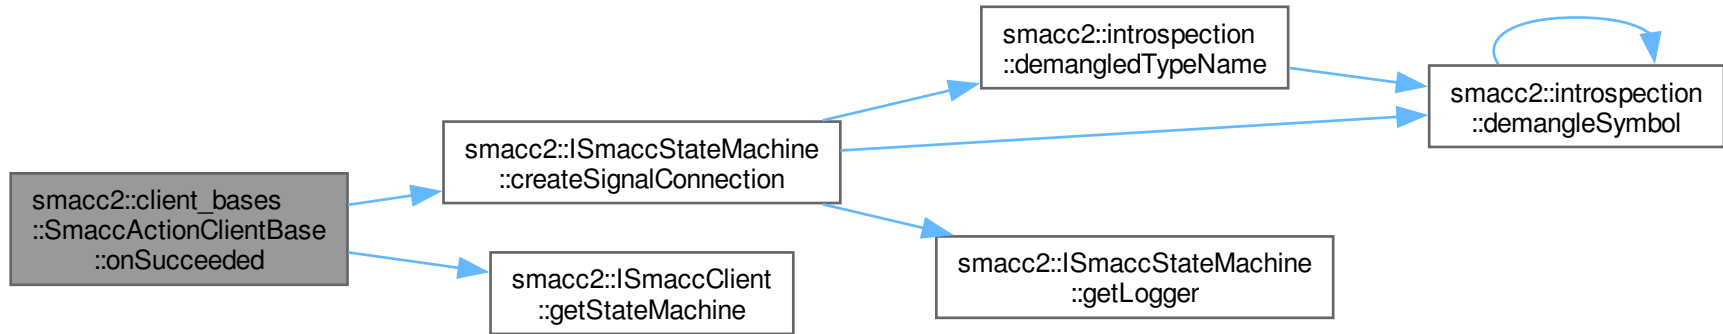 smacc2::client_bases
::SmaccActionClientBase
::onSucceeded
smacc2::ISmaccStateMachine
::createSignalConnection
smacc2::ISmaccClient
::getStateMachine
smacc2::introspection
::demangledTypeName
smacc2::ISmaccStateMachine
::getLogger
smacc2::introspection
::demangleSymbol